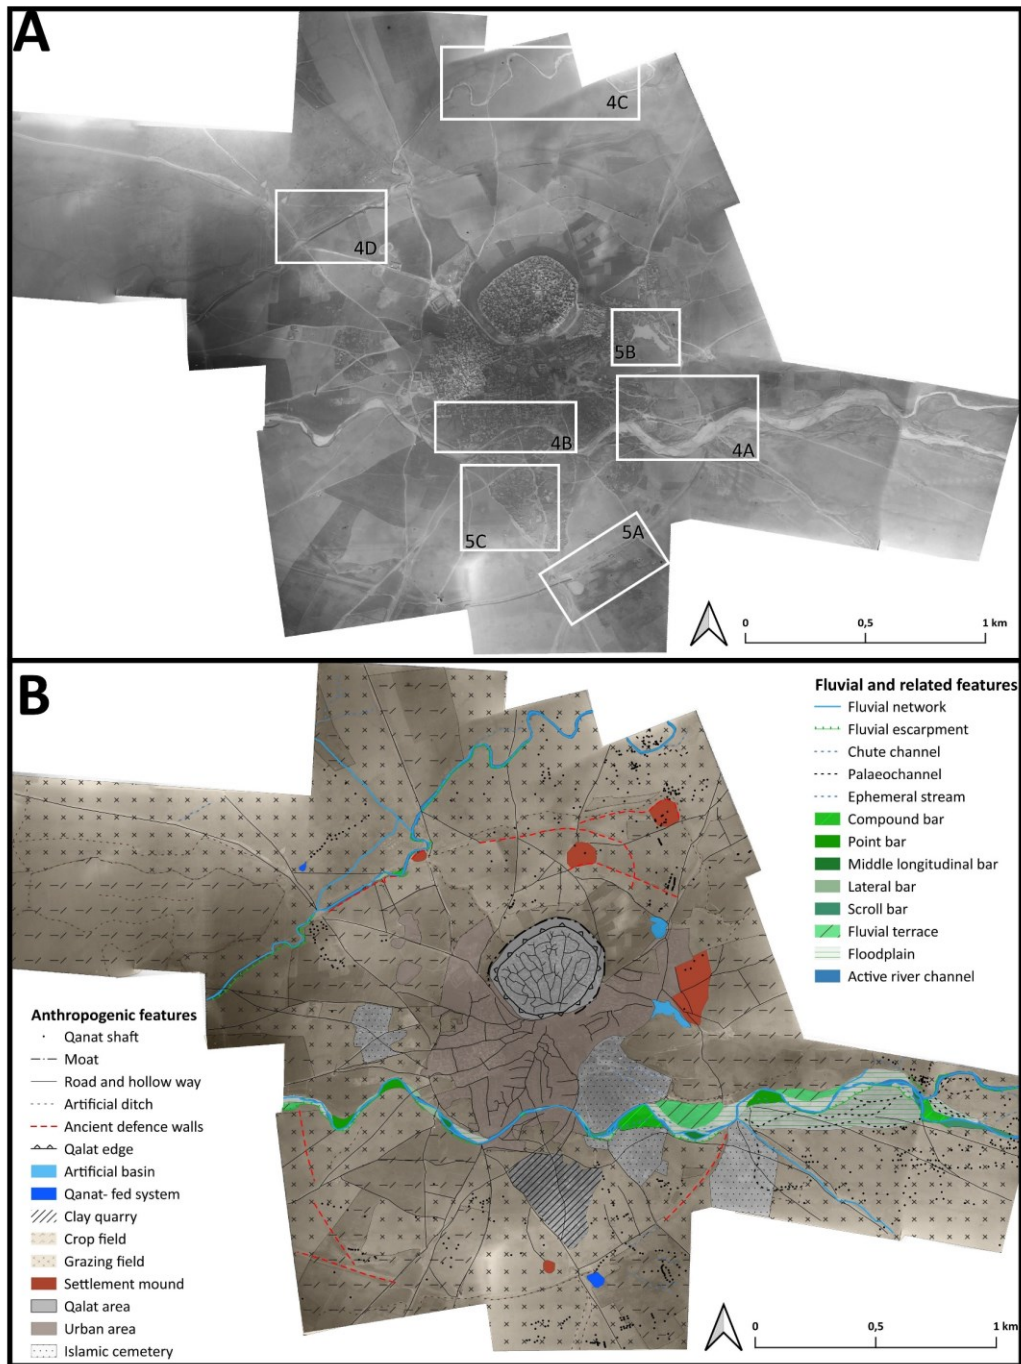 A
4C
4D
5B
4B
4A
5C
5A
0
0,5
1 km
B
Fluvial and related features
Fluvial network
Fluvial escarpment
Chute channel
Palaeochannel
Ephemeral stream
Compound bar
Point bar
Middle longitudinal bar
Lateral bar
Scroll bar
Fluvial terrace
Floodplain
Active river channel
Anthropogenic features
Qanat shaft
Moat
Road and hollow way
Artificial ditch
Ancient defence walls
Qalat edge
Artificial basin
Qanat- fed system
Clay quarry
Crop field
Grazing field
Settlement mound
Qalat area
Urban area
Islamic cemetery
0
0,5
1 km